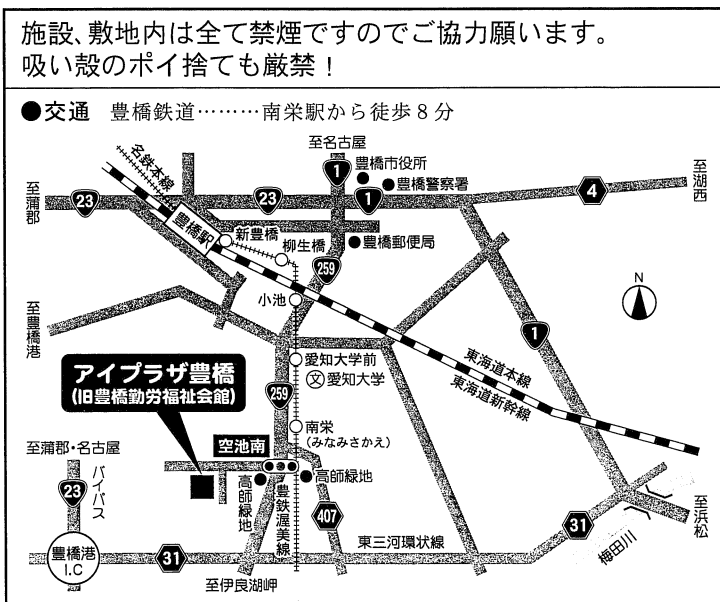 施設、敷地内は全て禁煙ですのでご協力願います。
吸い殻のポイ捨ても厳禁！
●交通 豊橋鉄道………南栄駅から徒歩８分
至名古屋
名鉄本線
1
豊橋市役所
豊橋警察署
至湖西
至蒲郡
23
23
1
4
豊橋駅
新豊橋
柳生橋
豊橋郵便局
259
N
小池
至豊橋港
1
愛知大学前
文 愛知大学
東海道本線
東海道新幹線
アイプラザ豊橋
(旧豊橋勤労福祉会館)
259
南栄
(みなみさかえ)
空池南
至蒲郡・名古屋
23
バイパス
高師緑地
高師緑地
豊鉄渥美線
407
31
至浜松
梅田川
豊橋港
I.C
31
東三河環状線
至伊良湖岬